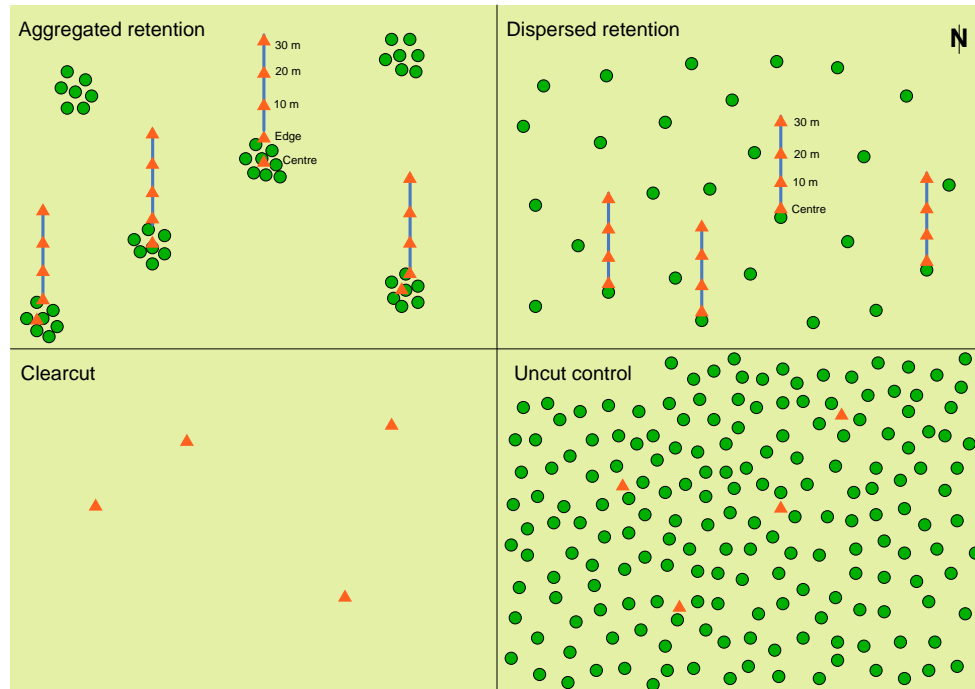 Aggregated retention
30 m
20 m
10 m
Edge
Centre
Dispersed retention
N
30 m
20 m
10 m
Centre
Clearcut
Uncut control